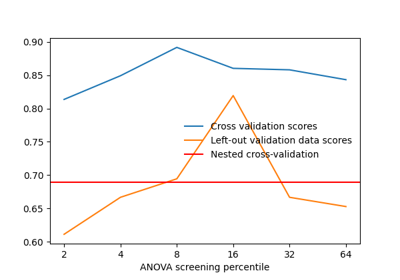 0.90
0.85
0.80
0.75
0.70
0.65
0.60
Cross validation scores
Left-out validation data scores
Nested cross-validation
2 4 8 16 32 64
ANOVA screening percentile